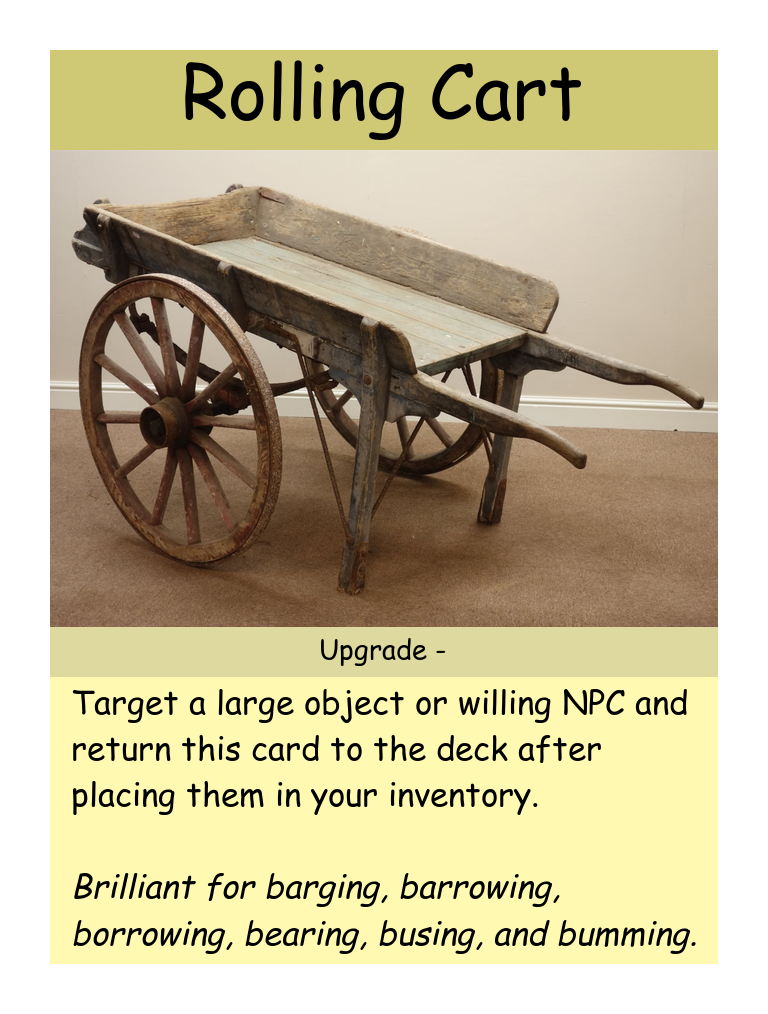 Rolling Cart
Upgrade -
Target a large object or willing NPC and
return this card to the deck after
placing them in your inventory.
Brilliant for barging, barrowing,
borrowing, bearing, busing, and bumming.